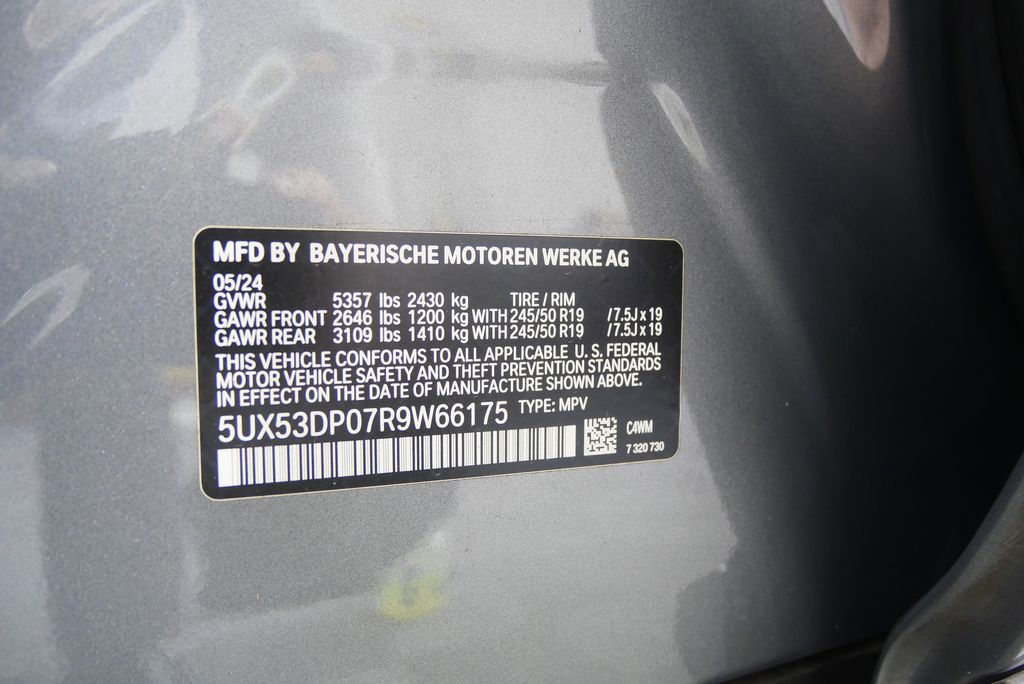 MFD BY BAYERISCHE MOTOREN WERKE AG
05/24
GVWR 5357 lbs 2430 kg TIRE / RIM
GAWR FRONT 2646 lbs 1200 kg WITH 245/50 R19 /7.5J x 19
GAWR REAR 3109 lbs 1410 kg WITH 245/50 R19 /7.5J x 19
THIS VEHICLE CONFORMS TO ALL APPLICABLE U. S. FEDERAL
MOTOR VEHICLE SAFETY AND THEFT PREVENTION STANDARDS
IN EFFECT ON THE DATE OF MANUFACTURE SHOWN ABOVE.
5UX53DP07R9W66175 TYPE: MPV
C4WM
7 320 730